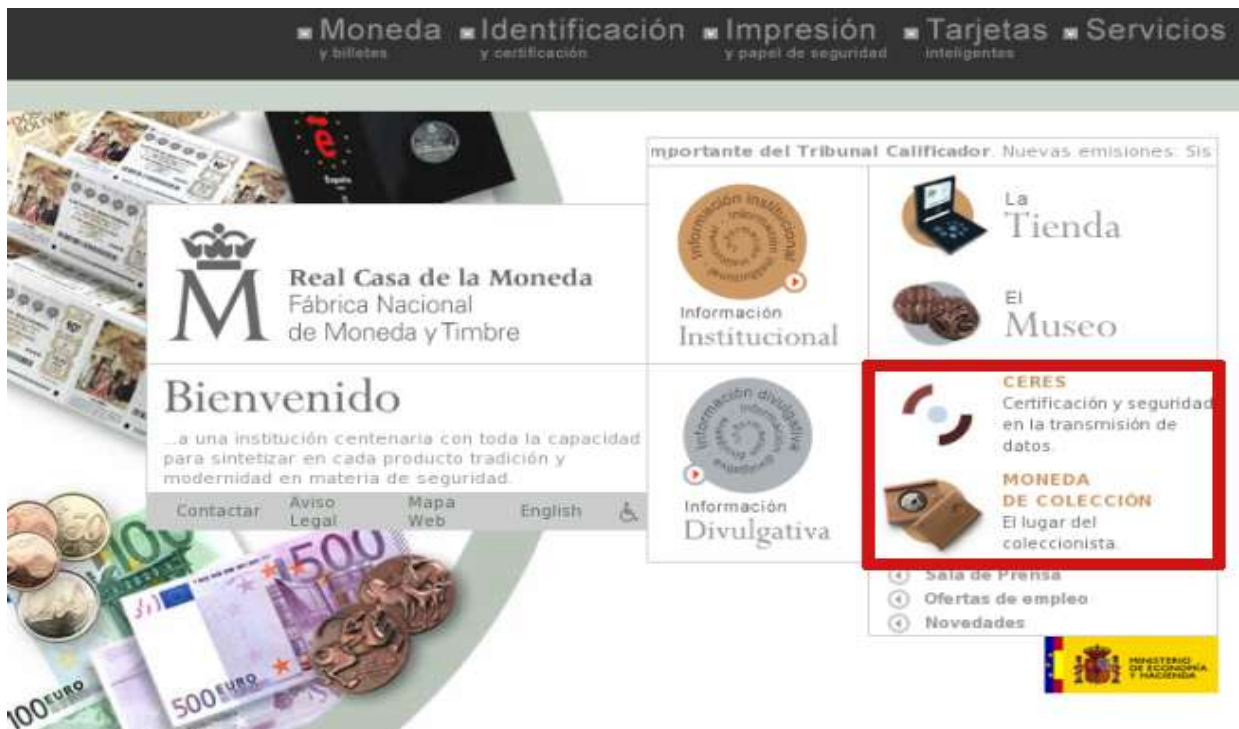 Moneda
y billetes
Identificación
y certificación
Impresión
y papel de seguridad
Tarjetas
inteligentes
Servicios
mportante del Tribunal Calificador. Nuevas emisiones: Sis
Real Casa de la Moneda
Fábrica Nacional
de Moneda y Timbre
Bienvenido
...a una institución centenaria con toda la capacidad
para sintetizar en cada producto tradición y
modernidad en materia de seguridad.
Contactar
Aviso
Legal
Mapa
Web
English
Información
Institucional
Información
Divulgativa
La
Tienda
El
Museo
CERES
Certificación y seguridad
en la transmisión de
datos.
MONEDA
DE COLECCIÓN
El lugar del
coleccionista.
Sala de Prensa
Ofertas de empleo
Novedades
MINISTERIO
DE ECONOMÍA
Y HACIENDA
100 EURO
500 EURO
500
100